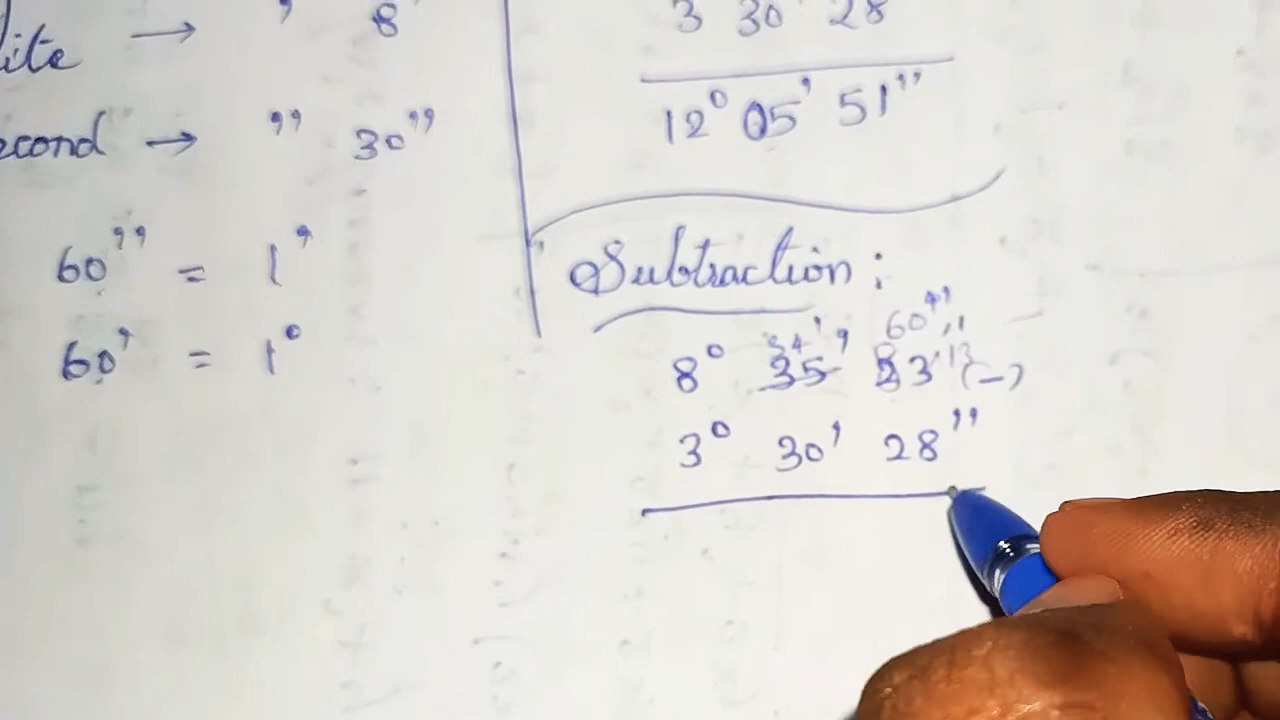 ite → ' 8'
econd → '' 30''
60'' = 1'
60' = 1°
3 30 28
12° 05' 51''
Subtraction:
34' 60''
8° 35' 23'' 13 (-)
3° 30' 28''